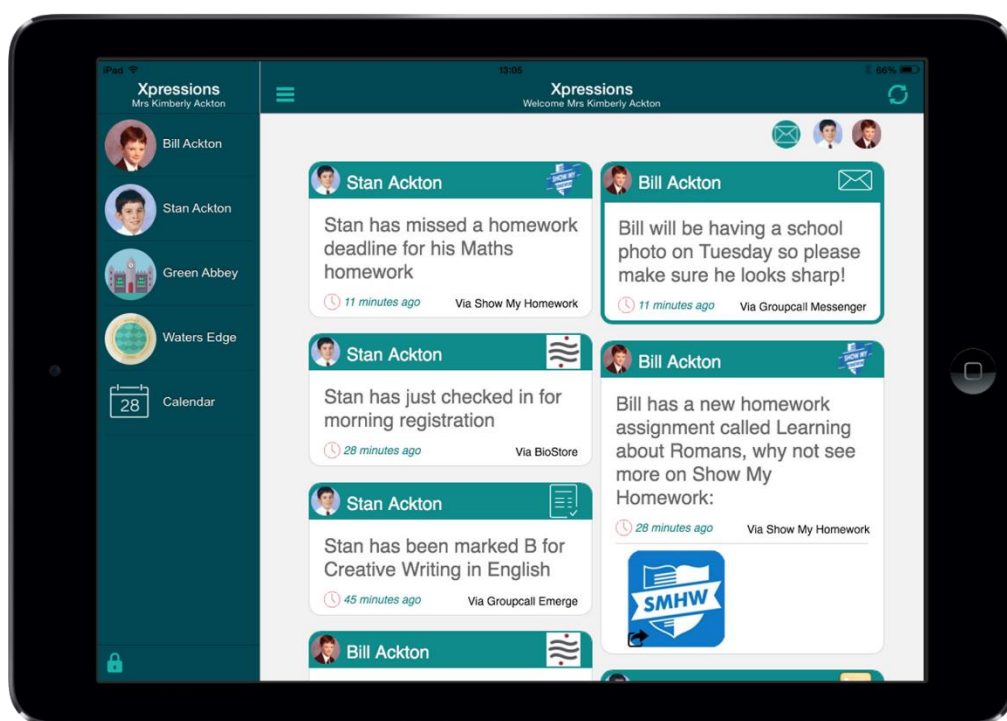 iPad
13:05
66%
Xpressions
Mrs Kimberly Ackton
Bill Ackton
Stan Ackton
Green Abbey
Waters Edge
28
Calendar
Xpressions
Welcome Mrs Kimberly Ackton
Stan Ackton
SHOW MY
Stan has missed a homework
deadline for his Maths
homework
11 minutes ago
Via Show My Homework
Stan Ackton
Stan has just checked in for
morning registration
28 minutes ago
Via BioStore
Stan Ackton
Stan has been marked B for
Creative Writing in English
45 minutes ago
Via Groupcall Emerge
Bill Ackton
Bill Ackton
Bill will be having a school
photo on Tuesday so please
make sure he looks sharp!
11 minutes ago
Via Groupcall Messenger
Bill Ackton
SHOW MY
Bill has a new homework
assignment called Learning
about Romans, why not see
more on Show My
Homework:
28 minutes ago
Via Show My Homework
SMHW